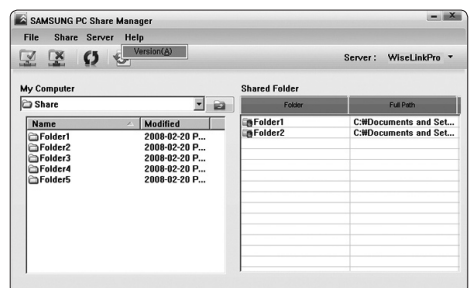 SAMSUNG PC Share Manager
File Share Server Help
Version(A)
Server : WiseLinkPro
My Computer
Share
Name Modified
Folder1 2008-02-20 P...
Folder2 2008-02-20 P...
Folder3 2008-02-20 P...
Folder4 2008-02-20 P...
Folder5 2008-02-20 P...
Shared Folder
Folder Full Path
Folder1 C:₩Documents and Set...
Folder2 C:₩Documents and Set...